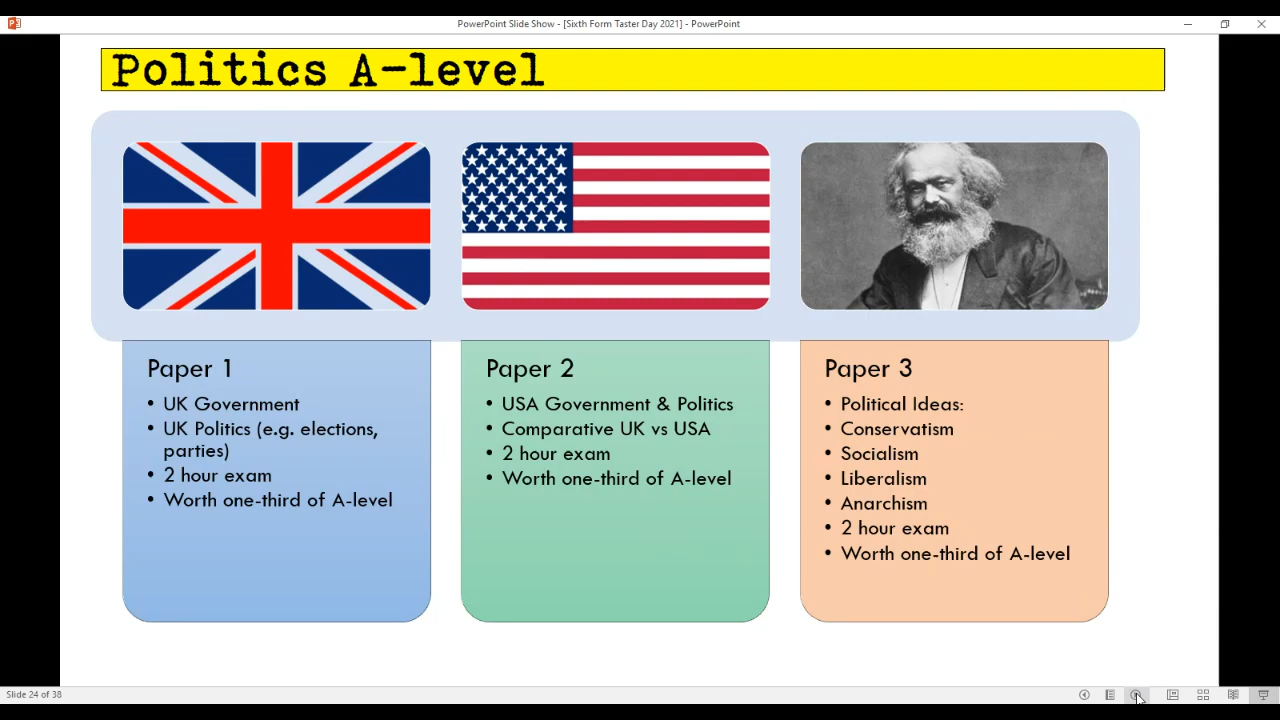 PowerPoint Slide Show - [Sixth Form Taster Day 2021] - PowerPoint
Politics A-level
Paper 1
• UK Government
• UK Politics (e.g. elections,
parties)
• 2 hour exam
• Worth one-third of A-level
Paper 2
• USA Government & Politics
• Comparative UK vs USA
• 2 hour exam
• Worth one-third of A-level
Paper 3
• Political Ideas:
• Conservatism
• Socialism
• Liberalism
• Anarchism
• 2 hour exam
• Worth one-third of A-level
Slide 24 of 38